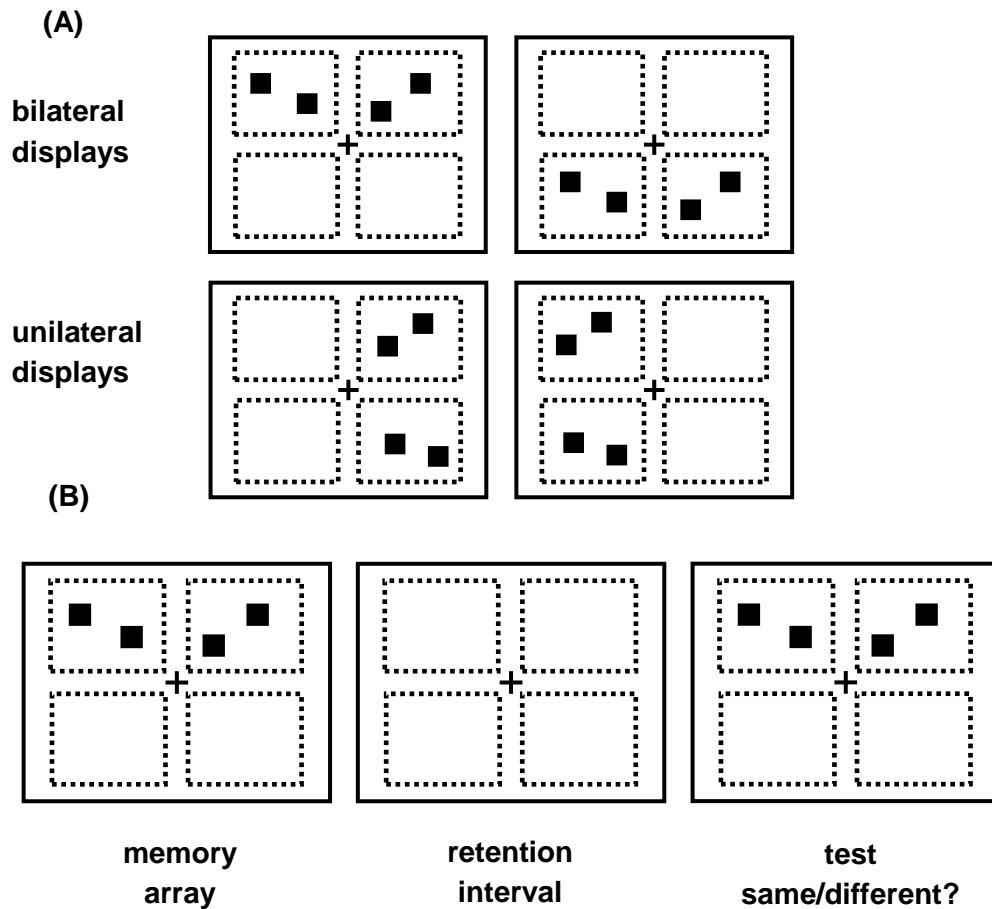 (A)
bilateral
displays
unilateral
displays
(B)
memory
array
retention
interval
test
same/different?